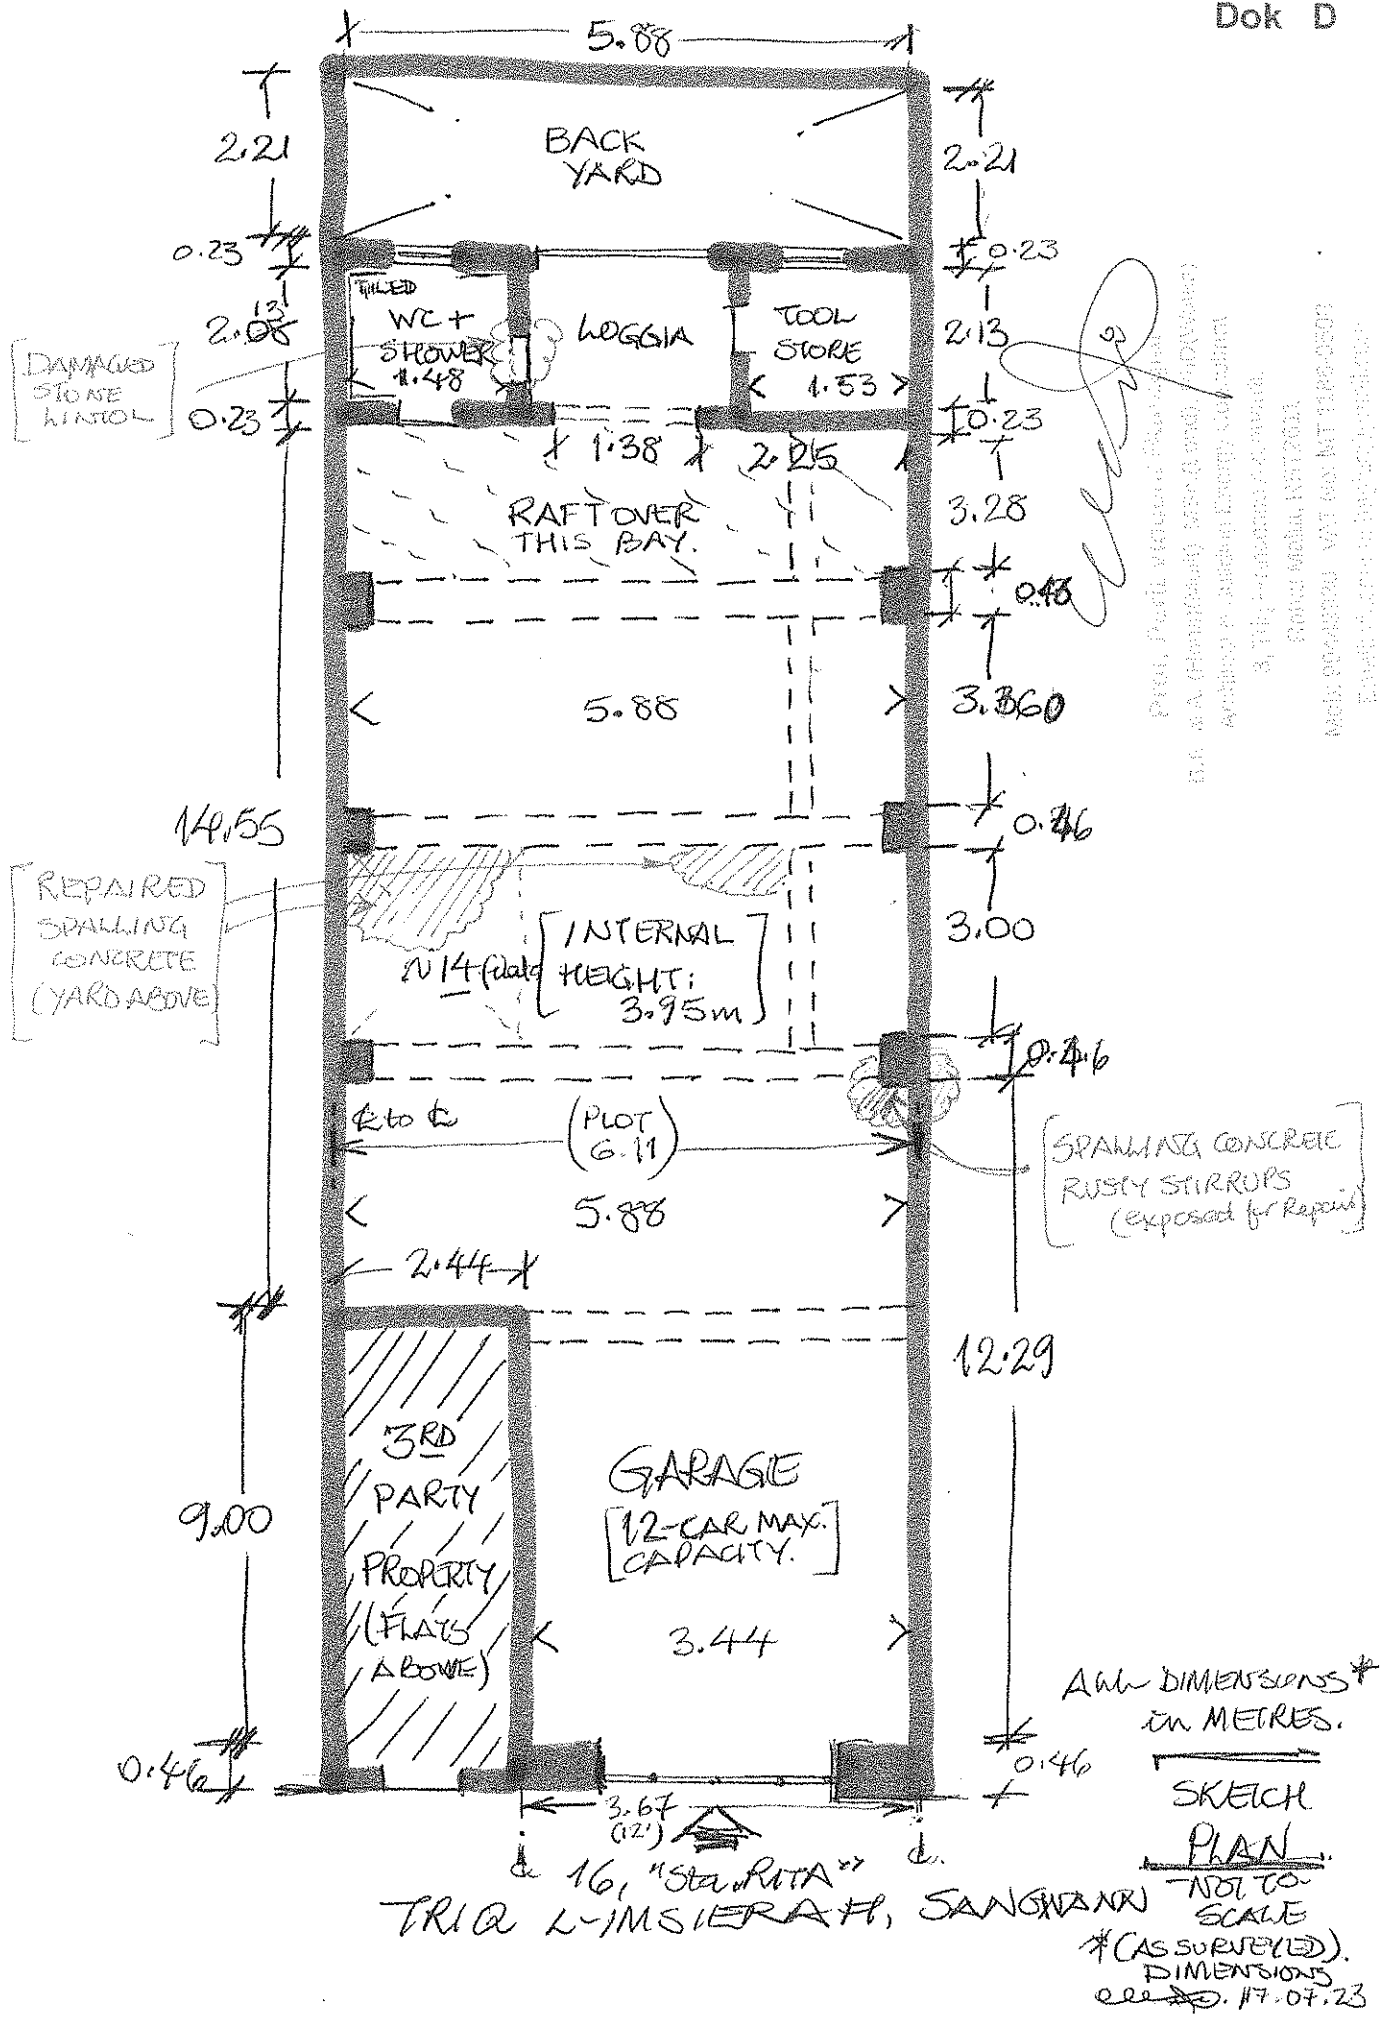 Dok D
5.88
2.21
BACK
YARD
2.21
0.23
0.23
TILED
WC +
SHOWER
1.48
LOGGIA
TOOL
STORE
1.53
2.13
[DAMAGED
STONE
LINTOL]
0.23
0.23
1.38
2.25
RAFT OVER
THIS BAY.
3.28
5.88
14.55
3.00
[REPAIRED
SPALLING
CONCRETE
(YARD ABOVE)]
N14
[INTERNAL
HEIGHT:
3.95m]
℄ to ℄
(PLOT
6.11)
[SPALLING CONCRETE
RUSTY STIRRUPS
(exposed for Repair)]
5.88
2.44
12.29
9.00
3RD
PARTY
PROPERTY
(FLATS
ABOVE)
GARAGE
[12-CAR MAX.
CAPACITY.]
3.44
0.46
0.46
3.67
(12')
16, "Sta. RITA"
TRIQ L-IMSIERAH, SANGWANN
ALL DIMENSIONS*
in METRES.
SKETCH
PLAN
NOT TO
SCALE
*(AS SURVEYED).
DIMENSIONS
17.07.23